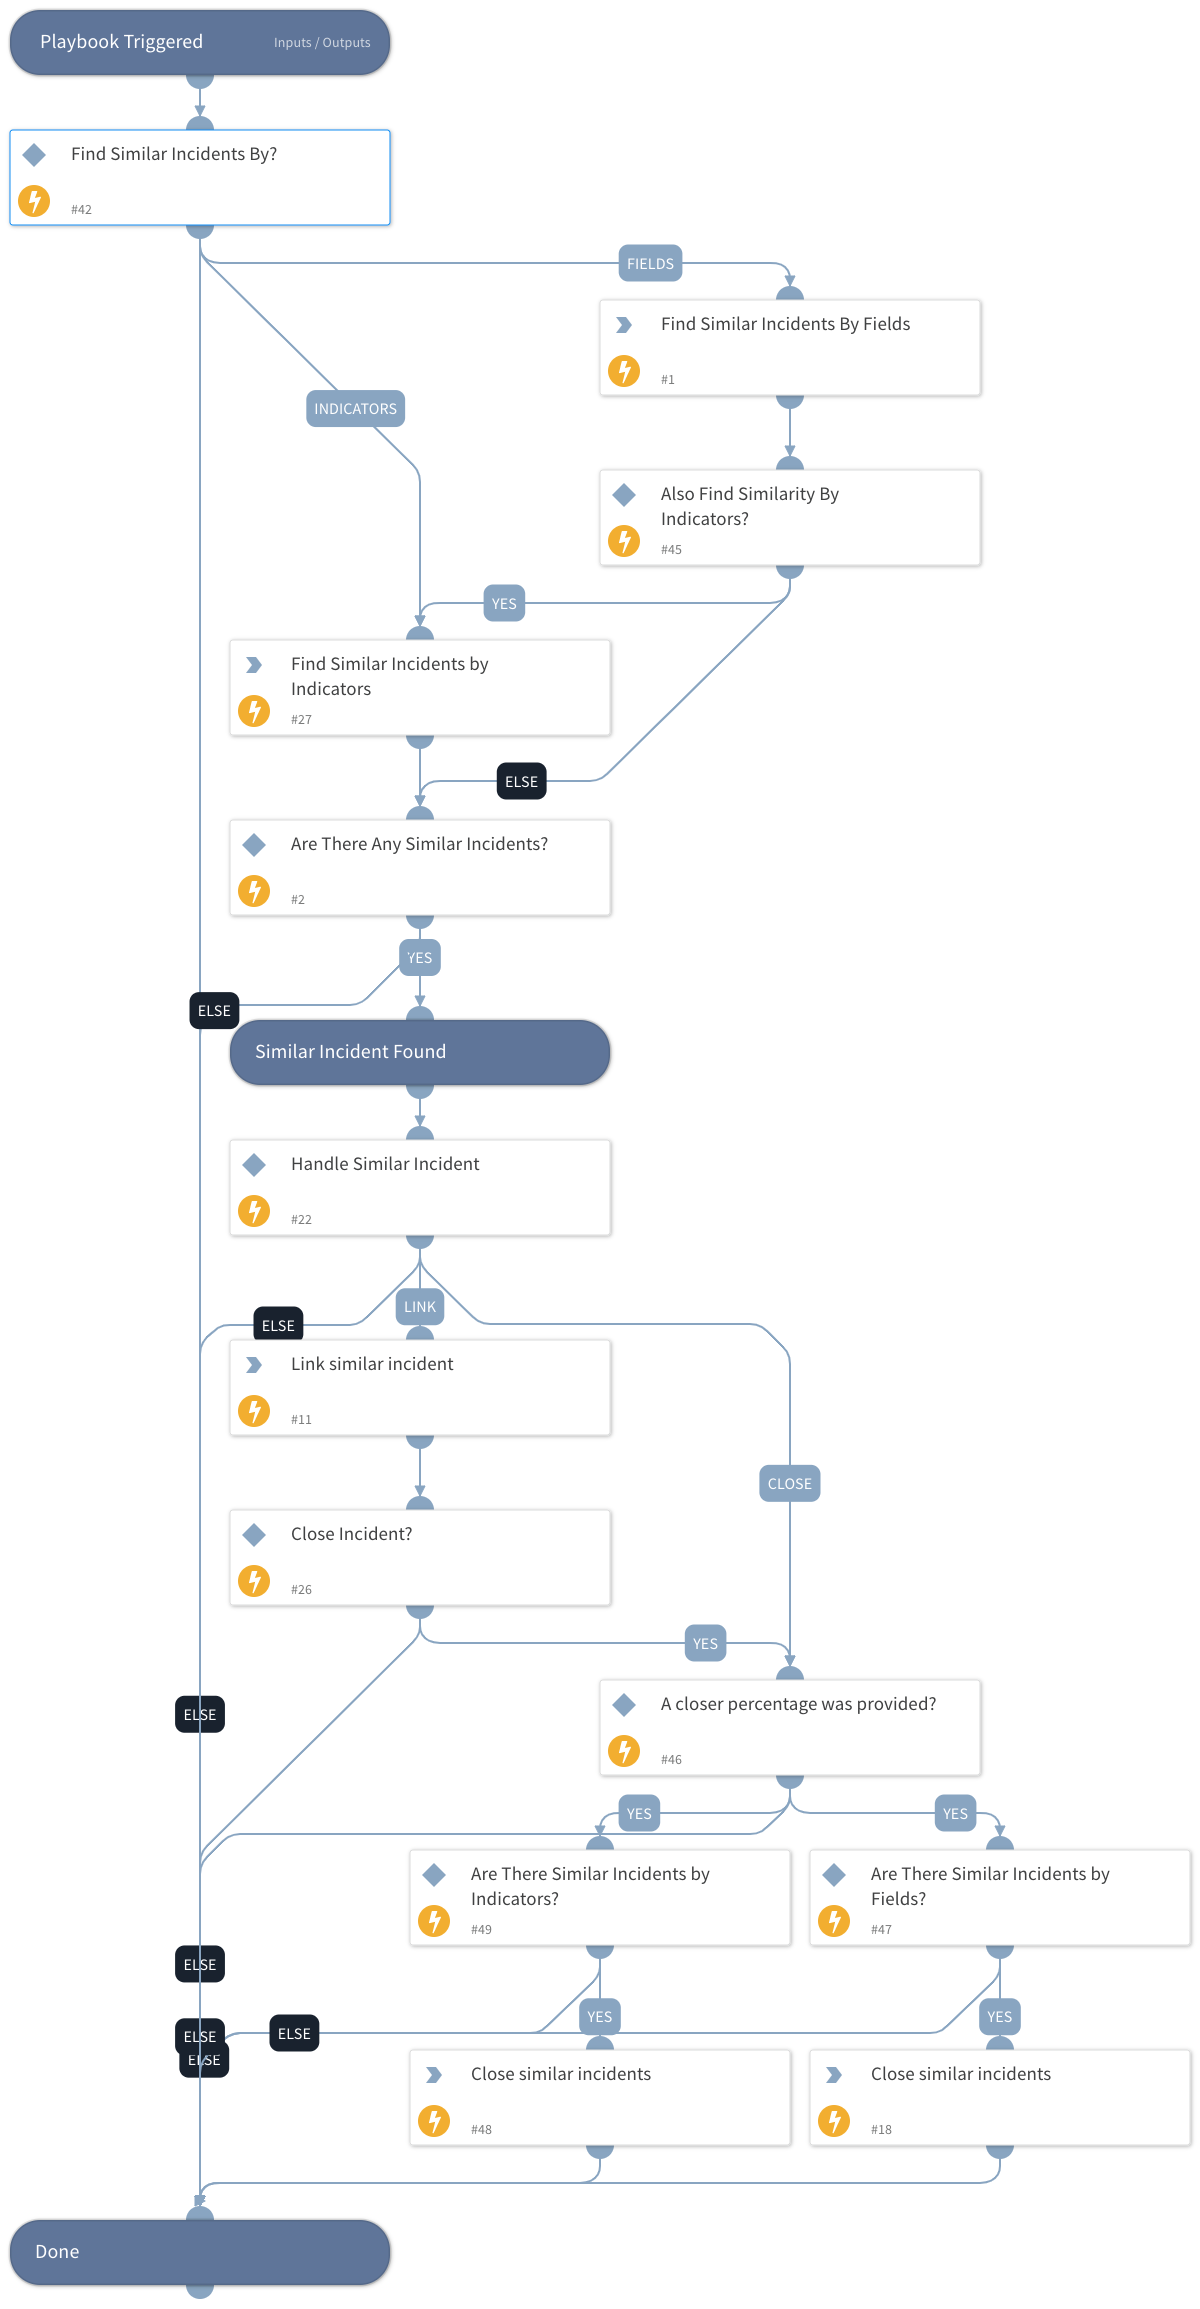 Playbook Triggered
Inputs / Outputs
Find Similar Incidents By?
#42
FIELDS
Find Similar Incidents By Fields
#1
INDICATORS
Also Find Similarity By
Indicators?
#45
YES
Find Similar Incidents by
Indicators
#27
ELSE
Are There Any Similar Incidents?
#2
YES
ELSE
Similar Incident Found
Handle Similar Incident
#22
LINK
ELSE
Link similar incident
#11
CLOSE
Close Incident?
#26
YES
ELSE
A closer percentage was provided?
#46
YES
YES
Are There Similar Incidents by
Indicators?
#49
Are There Similar Incidents by
Fields?
#47
ELSE
YES
YES
ELSE
ELSE
ELSE
Close similar incidents
#48
Close similar incidents
#18
Done